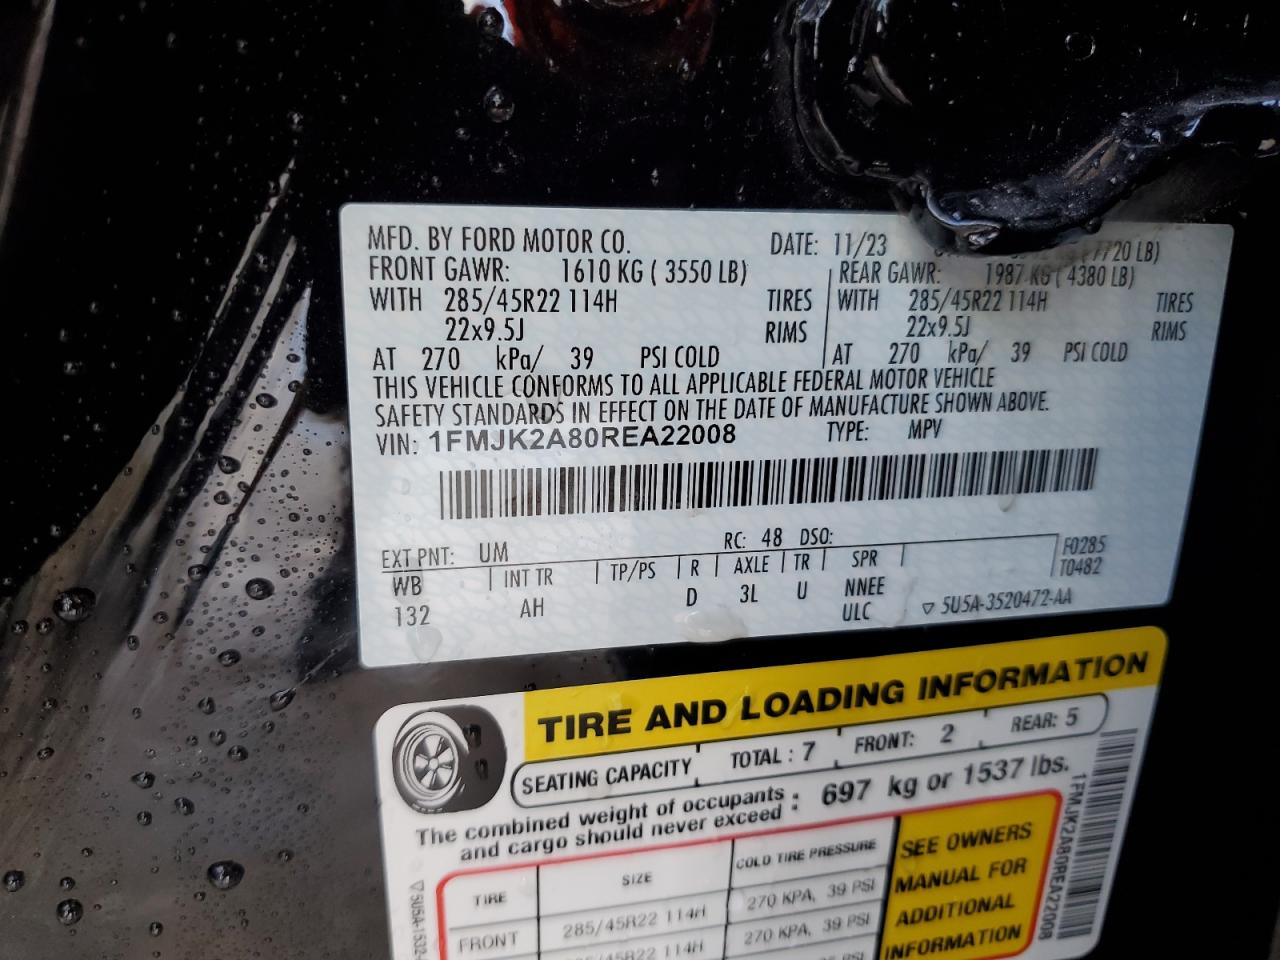 MFD. BY FORD MOTOR CO. DATE: 11/23 7720 LB)
FRONT GAWR: 1610 KG ( 3550 LB) REAR GAWR: 1987 KG ( 4380 LB)
WITH 285/45R22 114H TIRES WITH 285/45R22 114H TIRES
22x9.5J RIMS 22x9.5J RIMS
AT 270 kPa/ 39 PSI COLD AT 270 kPa/ 39 PSI COLD
THIS VEHICLE CONFORMS TO ALL APPLICABLE FEDERAL MOTOR VEHICLE
SAFETY STANDARDS IN EFFECT ON THE DATE OF MANUFACTURE SHOWN ABOVE.
VIN: 1FMJK2A80REA22008 TYPE: MPV
EXT PNT: UM RC: 48 DSO: F0285
WB INT TR TP/PS R AXLE TR SPR T0482
132 AH D 3L U NNEE
ULC 5U5A-3520472-AA
TIRE AND LOADING INFORMATION
SEATING CAPACITY TOTAL : 7 FRONT: 2 REAR: 5
The combined weight of occupants : 697 kg or 1537 lbs.
and cargo should never exceed
TIRE SIZE COLD TIRE PRESSURE
FRONT 285/45R22 114H 270 KPA, 39 PSI
285/45R22 114H 270 KPA, 39 PSI
SEE OWNERS
MANUAL FOR
ADDITIONAL
INFORMATION
1FMJK2A80REA22008
5U5A-1532-